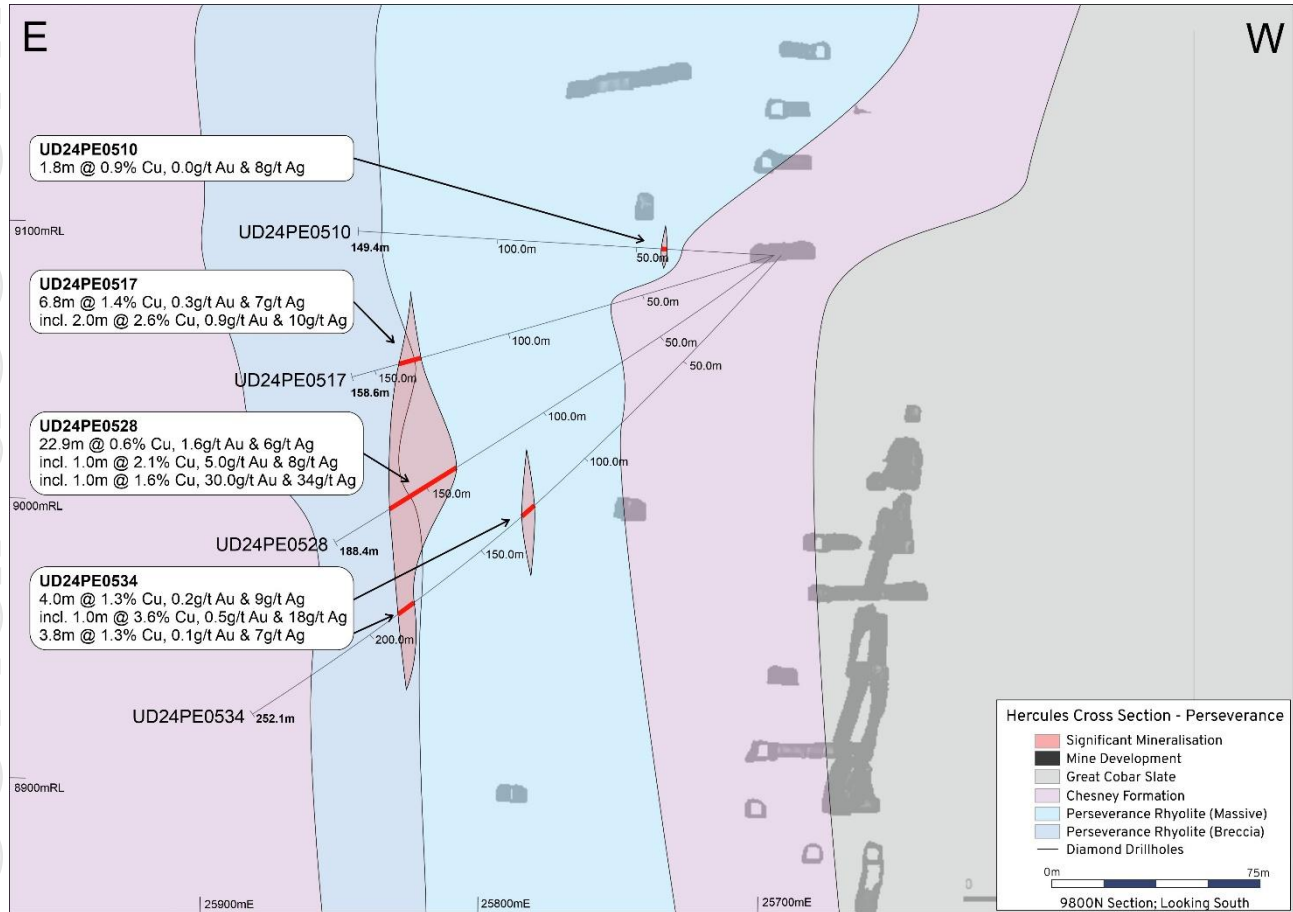 E
W
UD24PE0510
1.8m @ 0.9% Cu, 0.0g/t Au & 8g/t Ag
9100mRL
UD24PE0510
149.4m
100.0m
50.0m
UD24PE0517
6.8m @ 1.4% Cu, 0.3g/t Au & 7g/t Ag
incl. 2.0m @ 2.6% Cu, 0.9g/t Au & 10g/t Ag
50.0m
100.0m
50.0m
50.0m
UD24PE0517
150.0m
158.6m
UD24PE0528
22.9m @ 0.6% Cu, 1.6g/t Au & 6g/t Ag
incl. 1.0m @ 2.1% Cu, 5.0g/t Au & 8g/t Ag
incl. 1.0m @ 1.6% Cu, 30.0g/t Au & 34g/t Ag
100.0m
100.0m
150.0m
9000mRL
UD24PE0528
188.4m
150.0m
UD24PE0534
4.0m @ 1.3% Cu, 0.2g/t Au & 9g/t Ag
incl. 1.0m @ 3.6% Cu, 0.5g/t Au & 18g/t Ag
3.8m @ 1.3% Cu, 0.1g/t Au & 7g/t Ag
200.0m
UD24PE0534
252.1m
8900mRL
25900mE
25800mE
25700mE
Hercules Cross Section - Perseverance
Significant Mineralisation
Mine Development
Great Cobar Slate
Chesney Formation
Perseverance Rhyolite (Massive)
Perseverance Rhyolite (Breccia)
Diamond Drillholes
0m
75m
9800N Section; Looking South
0